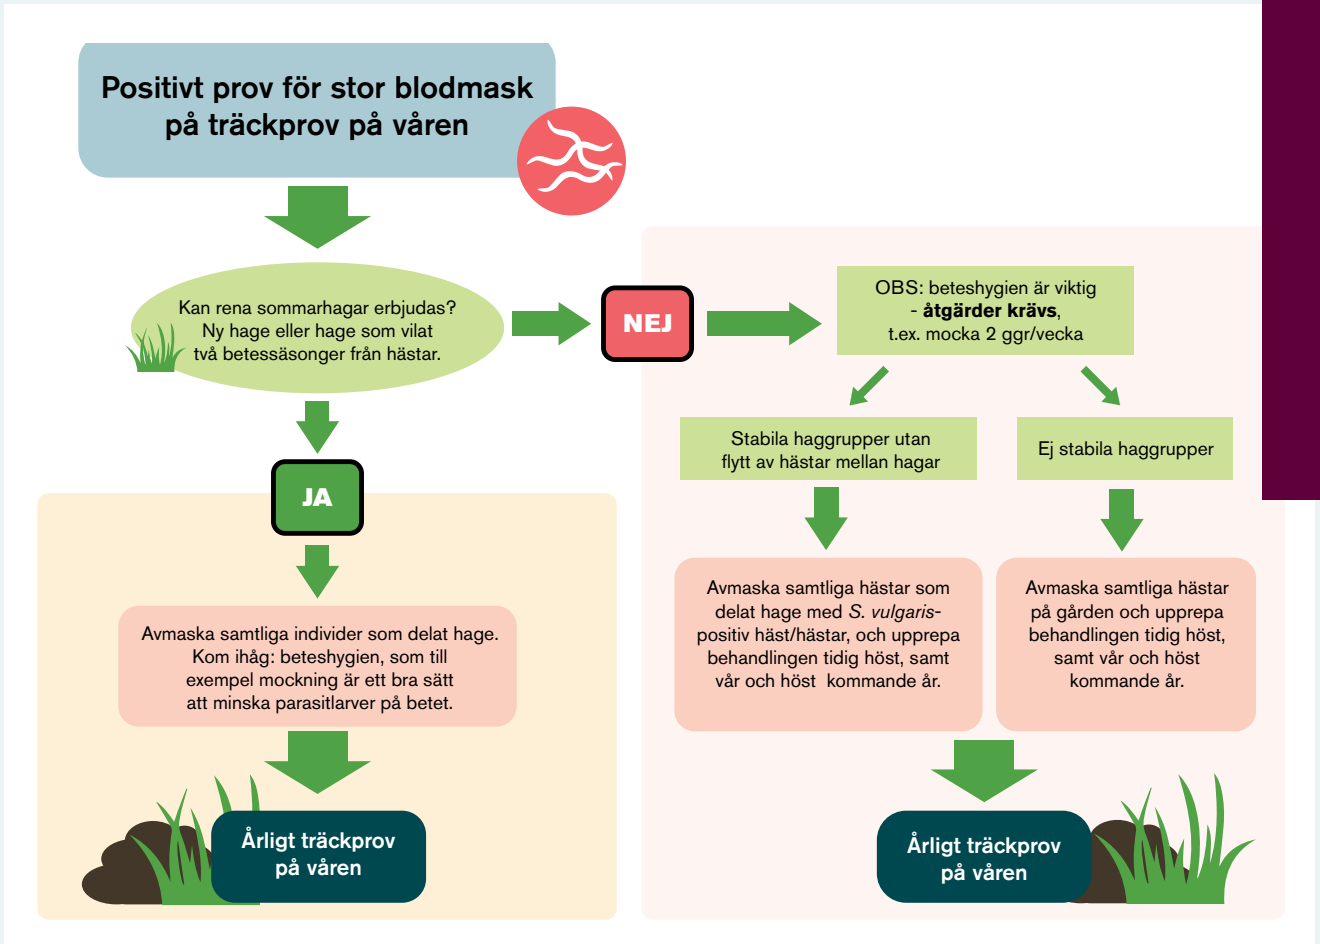 Positivt prov för stor blodmask
på träckprov på våren
Kan rena sommarhagar erbjudas?
Ny hage eller hage som vilat
två betessäsonger från hästar.
NEJ
OBS: beteshygien är viktig
- åtgärder krävs,
t.ex. mocka 2 ggr/vecka
Stabila haggrupper utan
flytt av hästar mellan hagar
Ej stabila haggrupper
JA
Avmaska samtliga individer som delat hage.
Kom ihåg: beteshygien, som till
exempel mockning är ett bra sätt
att minska parasitlarver på betet.
Avmaska samtliga hästar som
delat hage med S. vulgaris-
positiv häst/hästar, och upprepa
behandlingen tidig höst, samt
vår och höst kommande år.
Avmaska samtliga hästar
på gården och upprepa
behandlingen tidig höst,
samt vår och höst
kommande år.
Årligt träckprov
på våren
Årligt träckprov
på våren